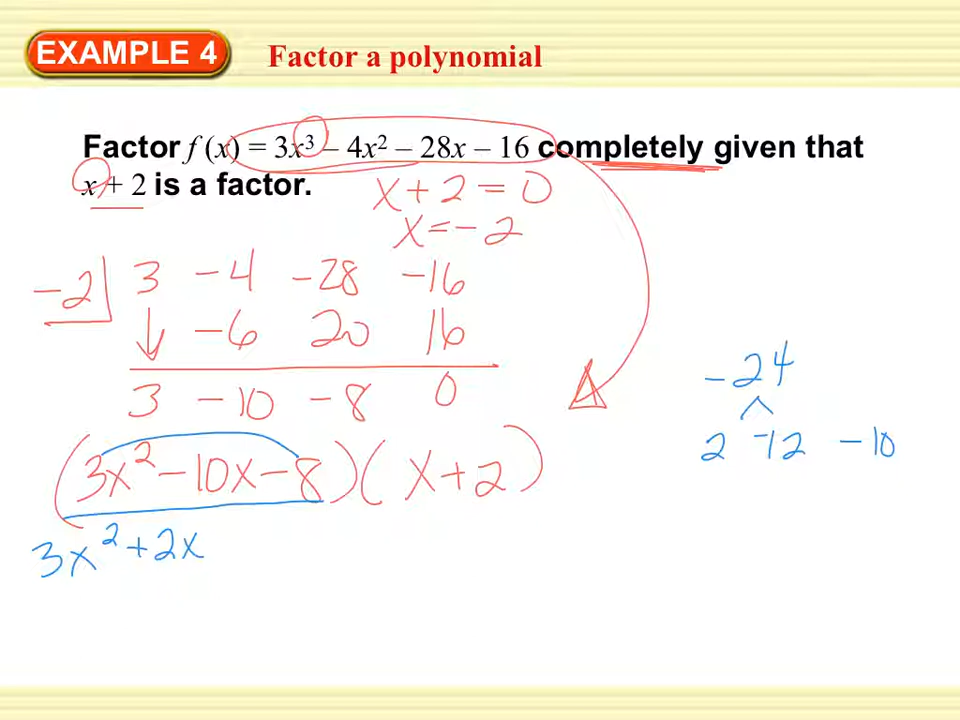 EXAMPLE 4 Factor a polynomial
Factor f (x) = 3x³ – 4x² – 28x – 16 completely given that
x + 2 is a factor.
x + 2 = 0
x = - 2
-2 3 -4 -28 -16
↓ -6 20 16
3 -10 -8 0
-24
2 -12 -10
(3x² - 10x - 8)(x + 2)
3x² + 2x